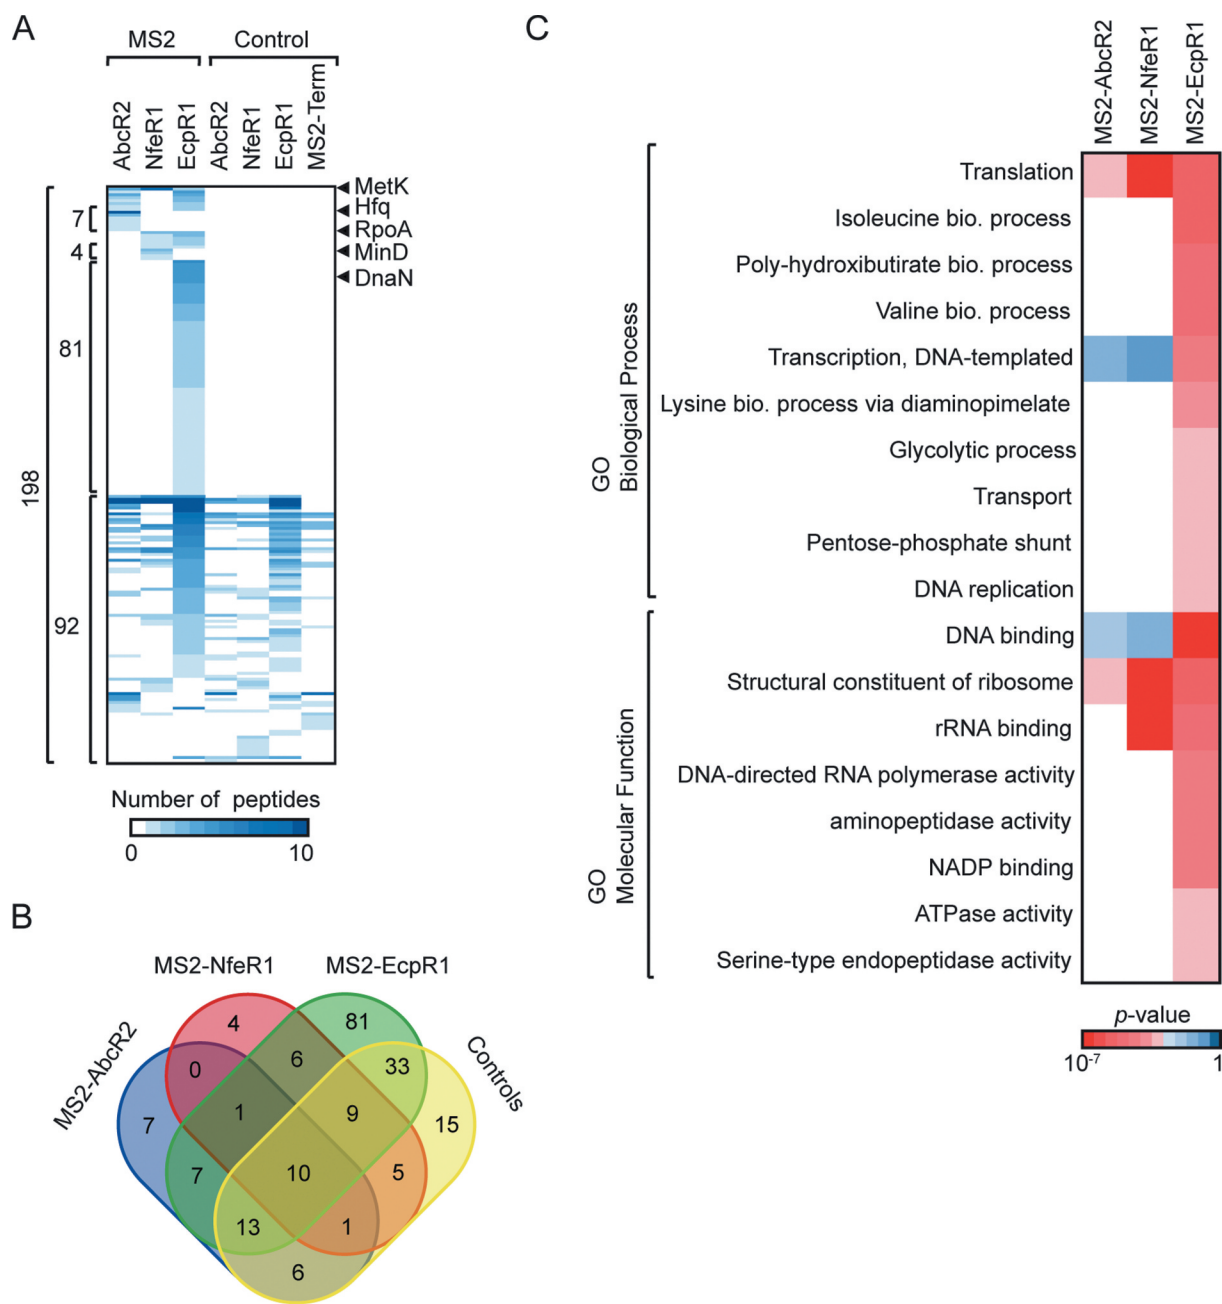 A
MS2
Control
AbcR2
NfeR1
EcpR1
AbcR2
NfeR1
EcpR1
MS2-Term
MetK
Hfq
RpoA
MinD
DnaN
7
4
81
198
92
Number of peptides
0
10
B
MS2-NfeR1
MS2-EcpR1
MS2-AbcR2
Controls
4
81
0
6
33
7
1
9
15
7
10
5
13
1
6
C
MS2-AbcR2
MS2-NfeR1
MS2-EcpR1
GO
Biological Process
Translation
Isoleucine bio. process
Poly-hydroxibutirate bio. process
Valine bio. process
Transcription, DNA-templated
Lysine bio. process via diaminopimelate
Glycolytic process
Transport
Pentose-phosphate shunt
DNA replication
GO
Molecular Function
DNA binding
Structural constituent of ribosome
rRNA binding
DNA-directed RNA polymerase activity
aminopeptidase activity
NADP binding
ATPase activity
Serine-type endopeptidase activity
p-value
10⁻⁷
1